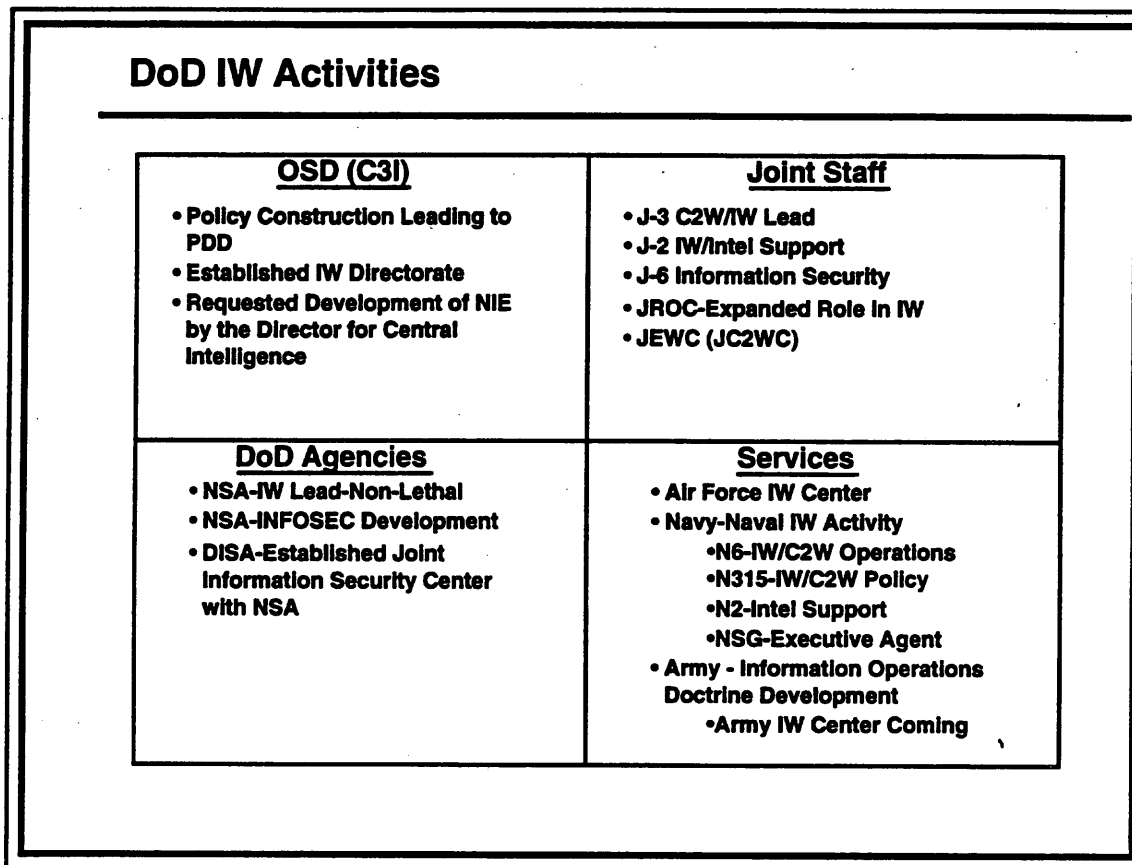 DoD IW Activities
OSD (C3I)
• Policy Construction Leading to
PDD
• Established IW Directorate
• Requested Development of NIE
by the Director for Central
Intelligence
Joint Staff
• J-3 C2W/IW Lead
• J-2 IW/Intel Support
• J-6 Information Security
• JROC-Expanded Role in IW
• JEWC (JC2WC)
DoD Agencies
• NSA-IW Lead-Non-Lethal
• NSA-INFOSEC Development
• DISA-Established Joint
Information Security Center
with NSA
Services
• Air Force IW Center
• Navy-Naval IW Activity
•N6-IW/C2W Operations
•N315-IW/C2W Policy
•N2-Intel Support
•NSG-Executive Agent
• Army - Information Operations
Doctrine Development
•Army IW Center Coming